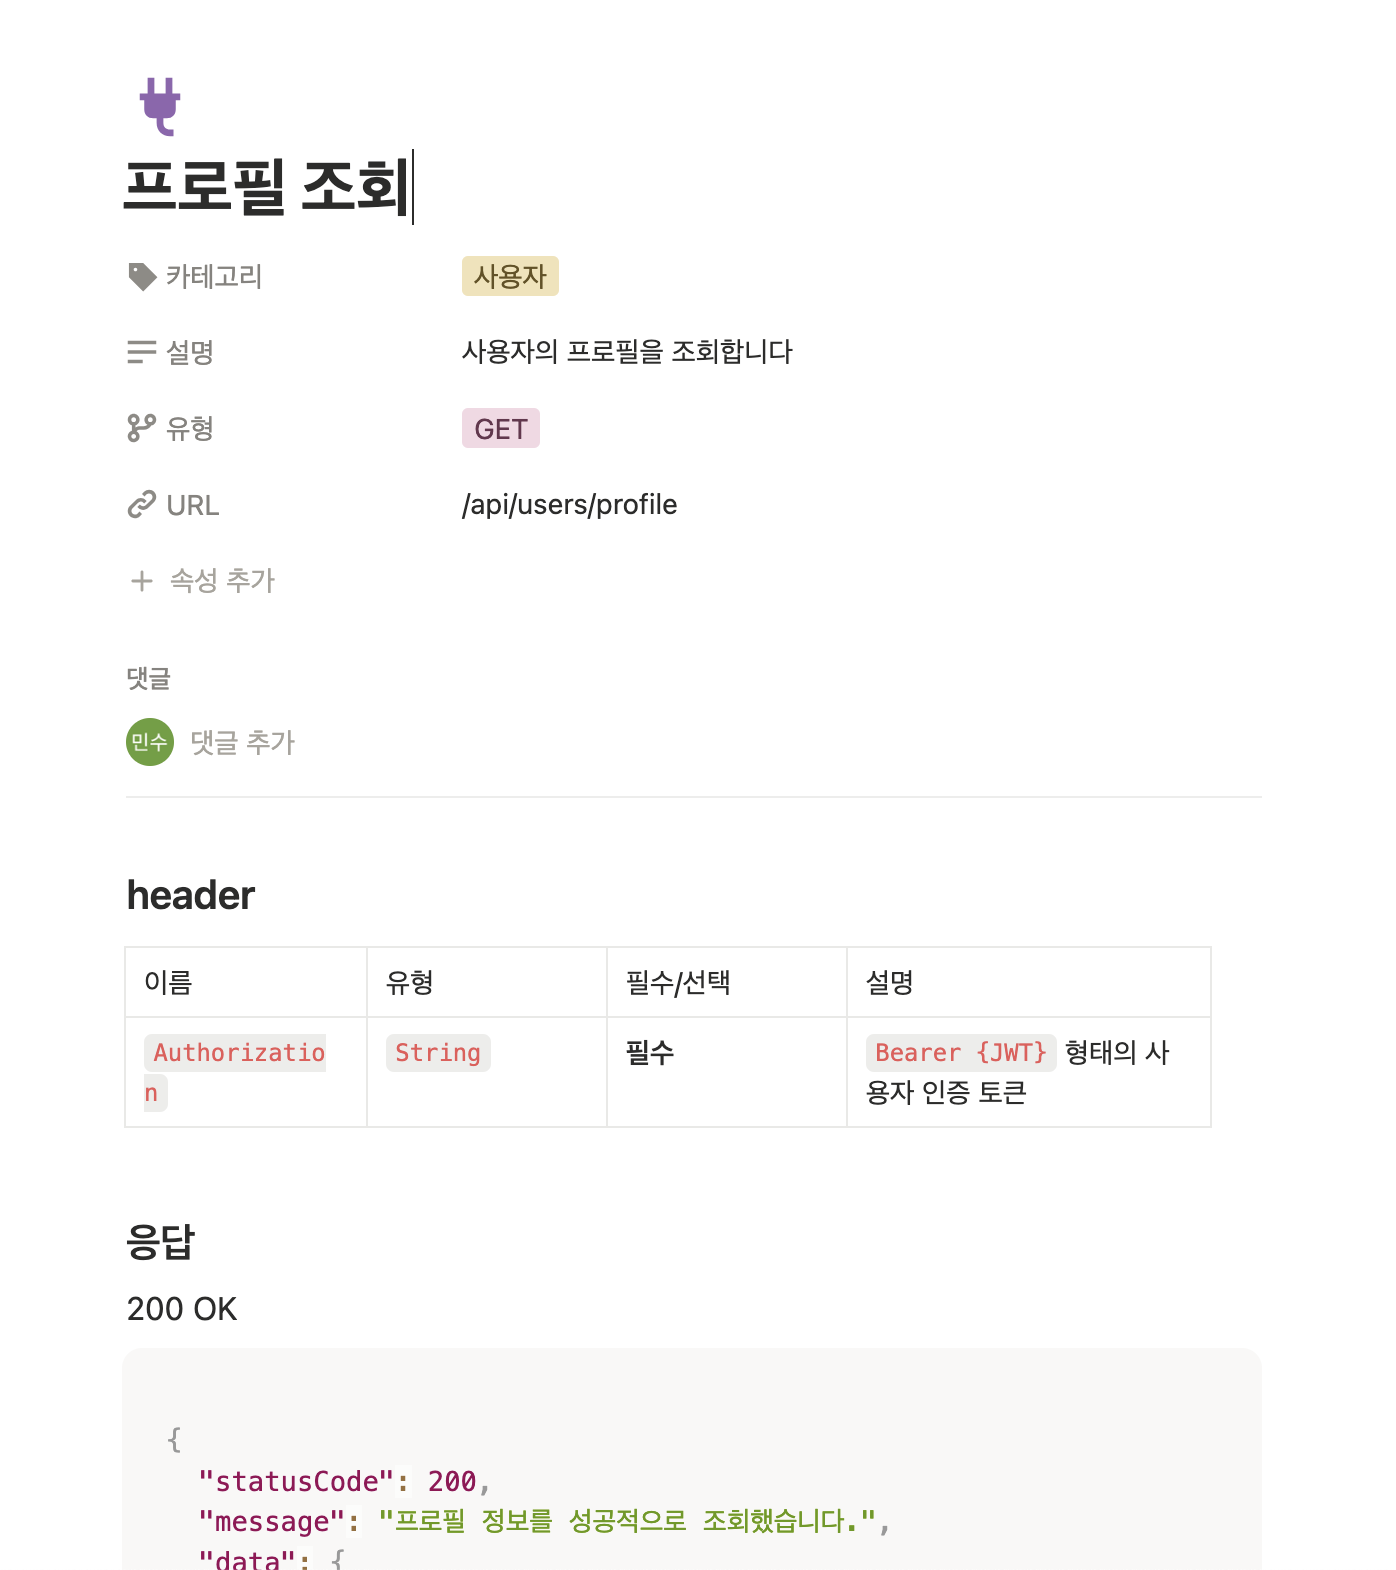 프로필 조회
카테고리 사용자
설명 사용자의 프로필을 조회합니다
유형 GET
URL /api/users/profile
속성 추가
댓글
민수 댓글 추가
header
이름 유형 필수/선택 설명
Authorizatio String 필수 Bearer {JWT} 형태의 사
n 용자 인증 토큰
응답
200 OK
{
"statusCode": 200,
"message": "프로필 정보를 성공적으로 조회했습니다.",
"data": {